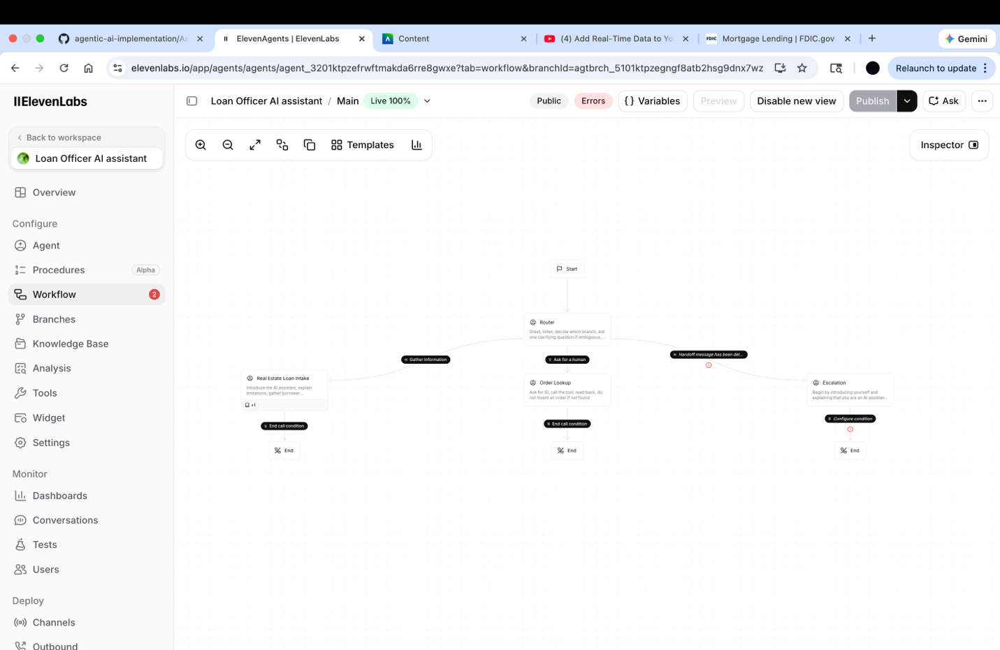 agentic-ai-implementation/As
ElevenAgents | ElevenLabs
Content
(4) Add Real-Time Data to Yo
FDIC
Mortgage Lending | FDIC.gov
Gemini
elevenlabs.io/app/agents/agents/agent_3201ktpzefrwftmakda6rre8gwxe?tab=workflow&branchId=agtbrch_5101ktpzegngf8atb2hsg9dnx7wz
Relaunch to update
IIElevenLabs
Loan Officer AI assistant / Main
Live 100%
Public
Errors
{ } Variables
Preview
Disable new view
Publish
Ask
Back to workspace
Loan Officer AI assistant
Templates
Inspector
Overview
Configure
Agent
Procedures
Alpha
Workflow
2
Branches
Knowledge Base
Analysis
Tools
Widget
Settings
Monitor
Dashboards
Conversations
Tests
Users
Deploy
Channels
Outbound
Start
Router
Greet, listen, decide which branch, ask
one clarifying question if ambiguous,...
Gather Information
Ask for a human
Handoff message has been del...
Real Estate Loan Intake
Introduce the AI assistant, explain
limitations, gather borrower...
+1
Order Lookup
Ask for ID, call the tool, read back, do
not invent an order if not found
Escalation
Begin by introducing yourself and
explaining that you are an AI assistan...
End call condition
End call condition
Configure condition
End
End
End